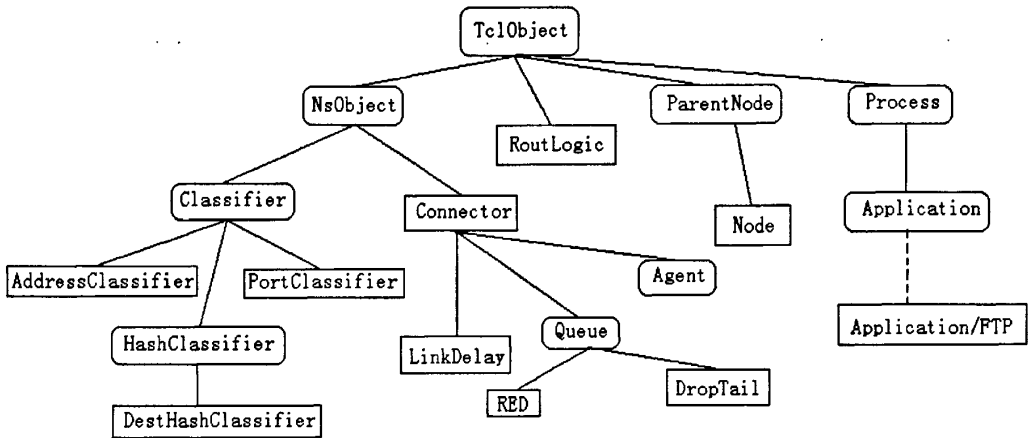 TclObject
NsObject
ParentNode
Process
RoutLogic
Classifier
Connector
Node
Application
AddressClassifier
PortClassifier
Agent
HashClassifier
LinkDelay
Queue
Application/FTP
RED
DropTail
DestHashClassifier